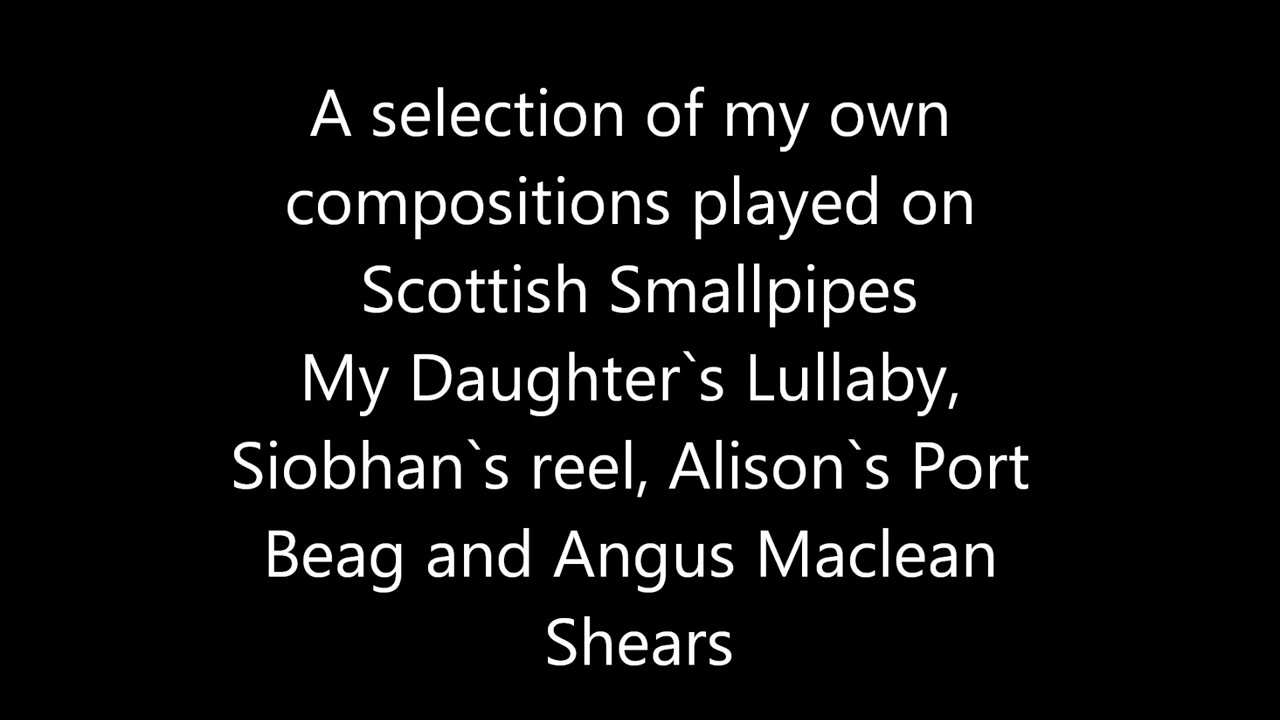 A selection of my own
compositions played on
Scottish Smallpipes
My Daughter`s Lullaby,
Siobhan`s reel, Alison`s Port
Beag and Angus Maclean
Shears